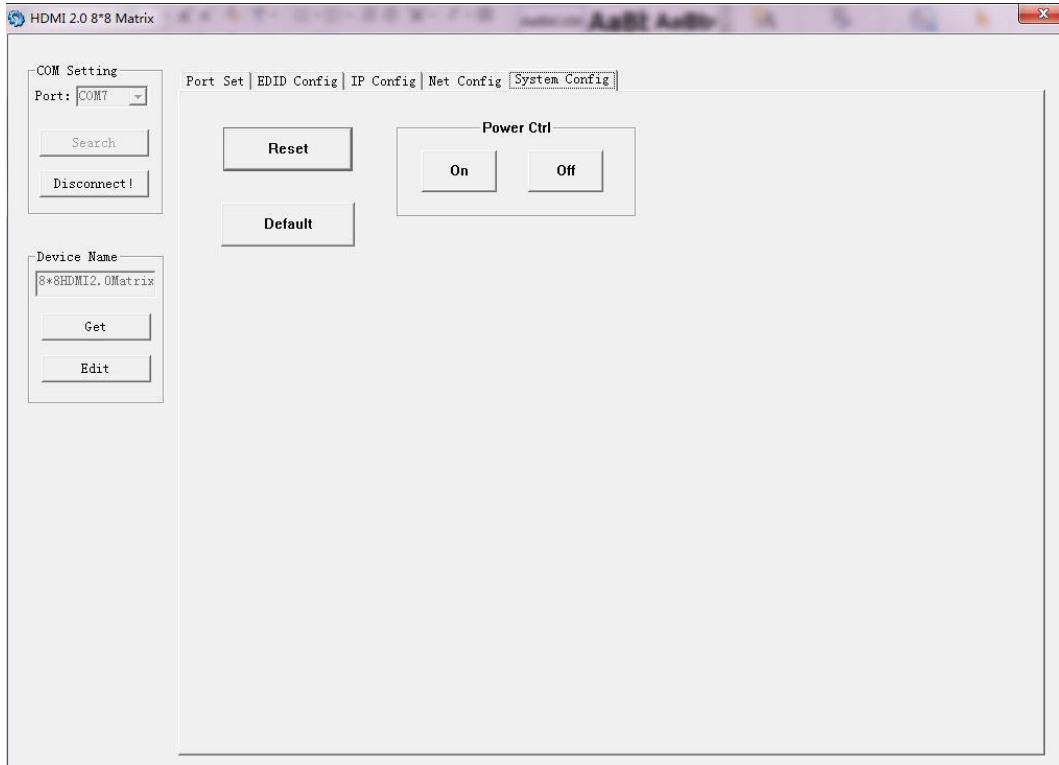 HDMI 2.0 8*8 Matrix
AaBt AaBb
COM Setting
Port: COM7
Search
Disconnect!
Device Name
8*8HDMI2.0Matrix
Get
Edit
Port Set EDID Config IP Config Net Config System Config
Reset
Default
Power Ctrl
On Off